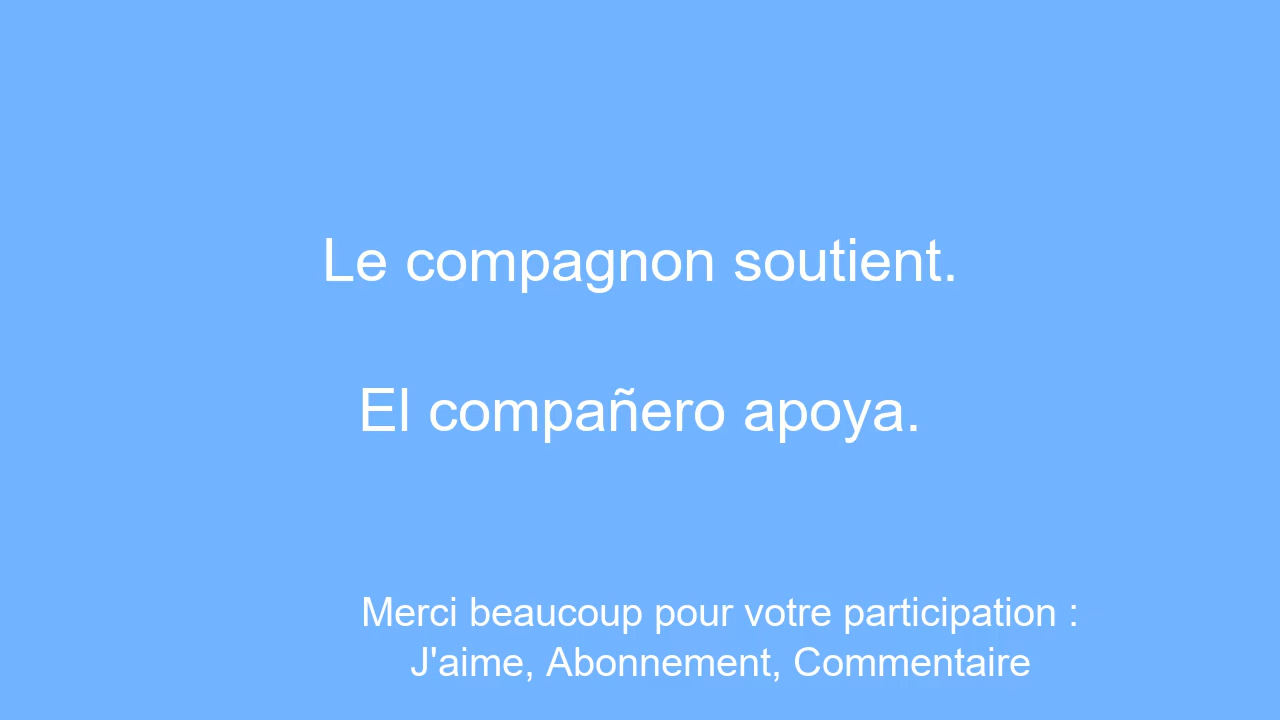 Le compagnon soutient.
El compañero apoya.
Merci beaucoup pour votre participation :
J'aime, Abonnement, Commentaire